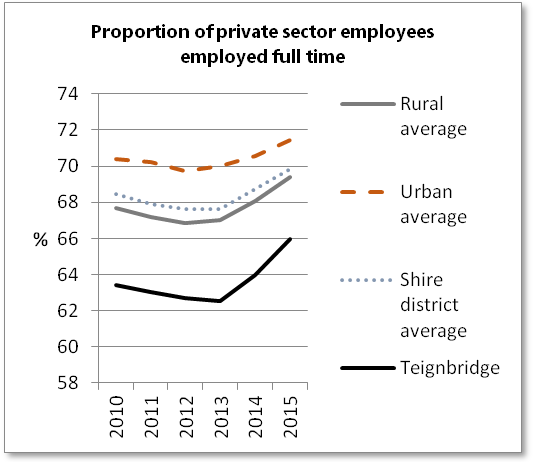 Proportion of private sector employees
employed full time
74
72
70
68
66
64
62
60
58
%
2010
2011
2012
2013
2014
2015
Rural
average
Urban
average
Shire
district
average
Teignbridge